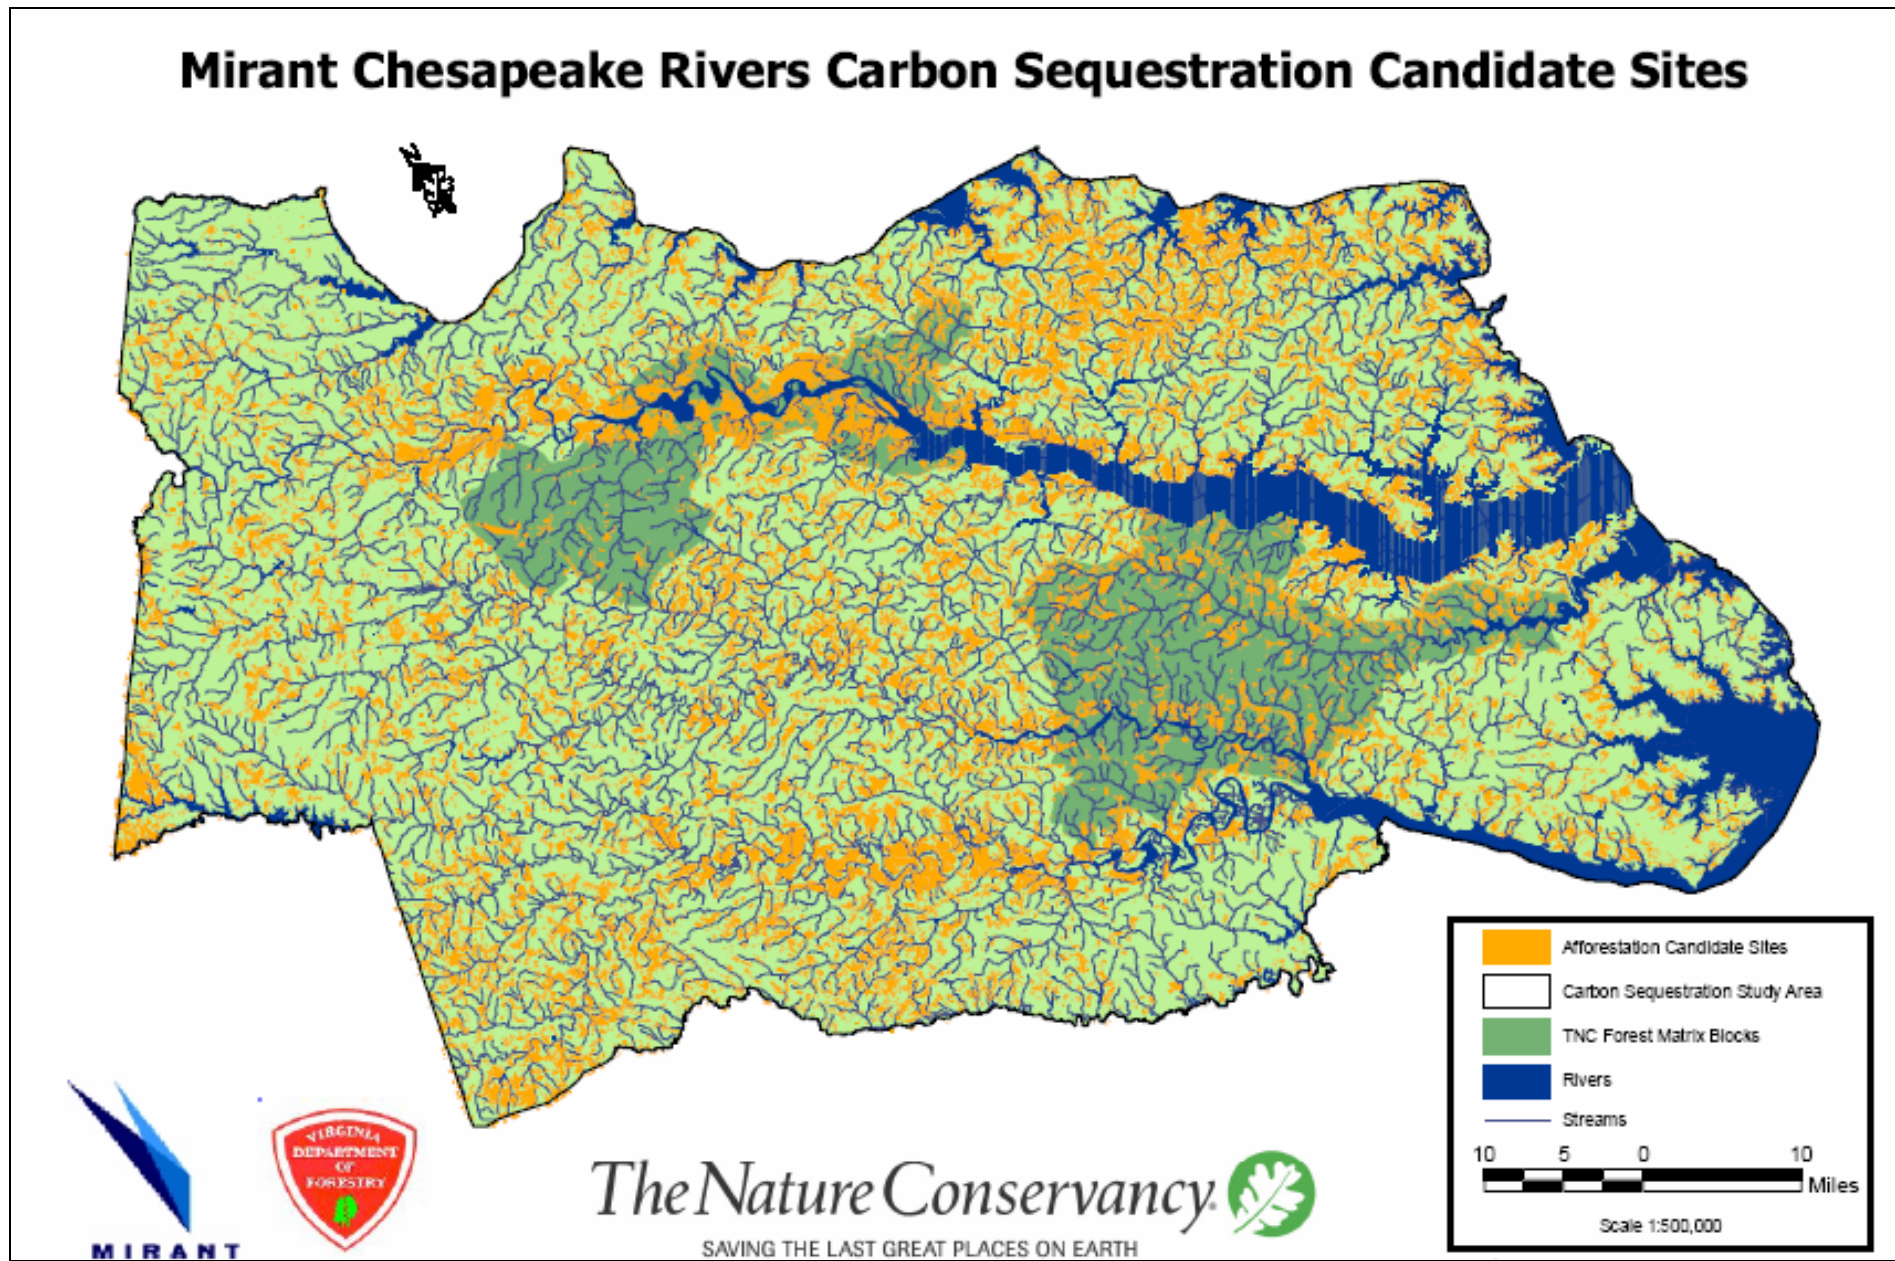 Mirant Chesapeake Rivers Carbon Sequestration Candidate Sites
Afforestation Candidate Sites
Carbon Sequestration Study Area
TNC Forest Matrix Blocks
Rivers
Streams
10 5 0 10
Miles
Scale 1:500,000
MIRANT
VIRGINIA
DEPARTMENT
OF
FORESTRY
The Nature Conservancy.
SAVING THE LAST GREAT PLACES ON EARTH